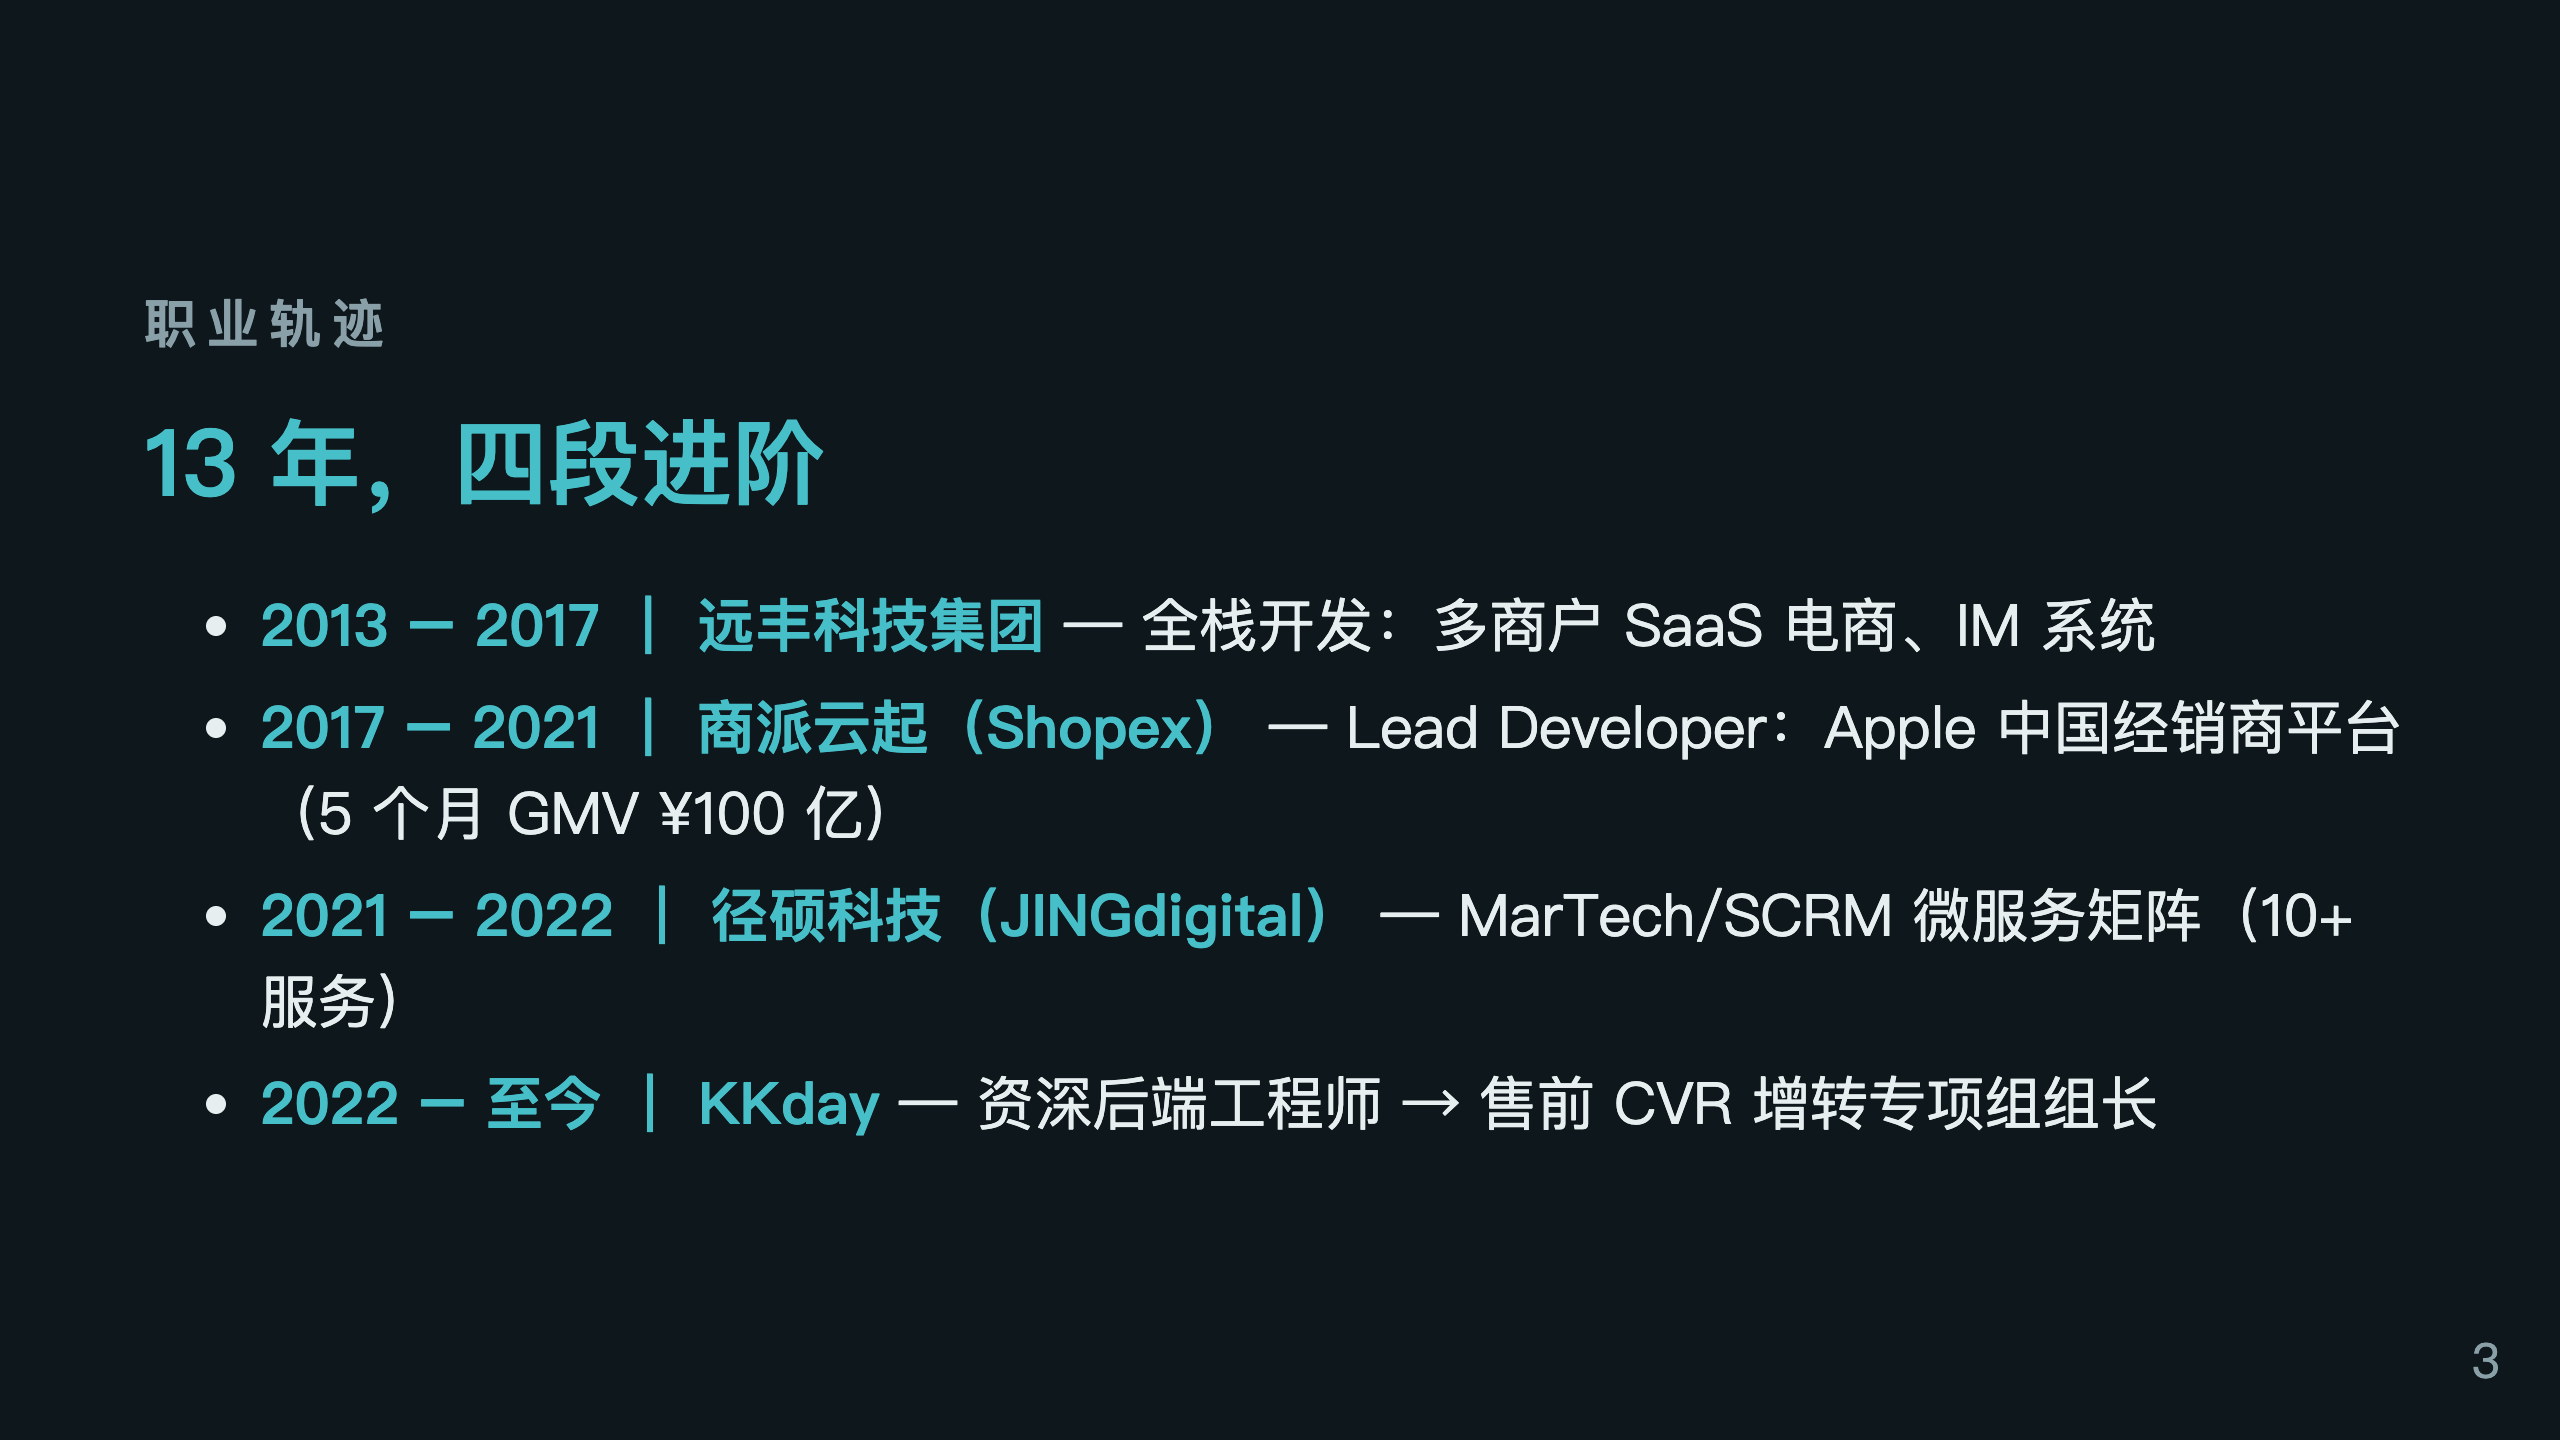 职业轨迹
13 年，四段进阶
• 2013 – 2017 ｜ 远丰科技集团 — 全栈开发：多商户 SaaS 电商、IM 系统
• 2017 – 2021 ｜ 商派云起（Shopex） — Lead Developer：Apple 中国经销商平台
（5 个月 GMV ¥100 亿）
• 2021 – 2022 ｜ 径硕科技（JINGdigital） — MarTech/SCRM 微服务矩阵（10+
服务）
• 2022 – 至今 ｜ KKday — 资深后端工程师 → 售前 CVR 增转专项组组长
3